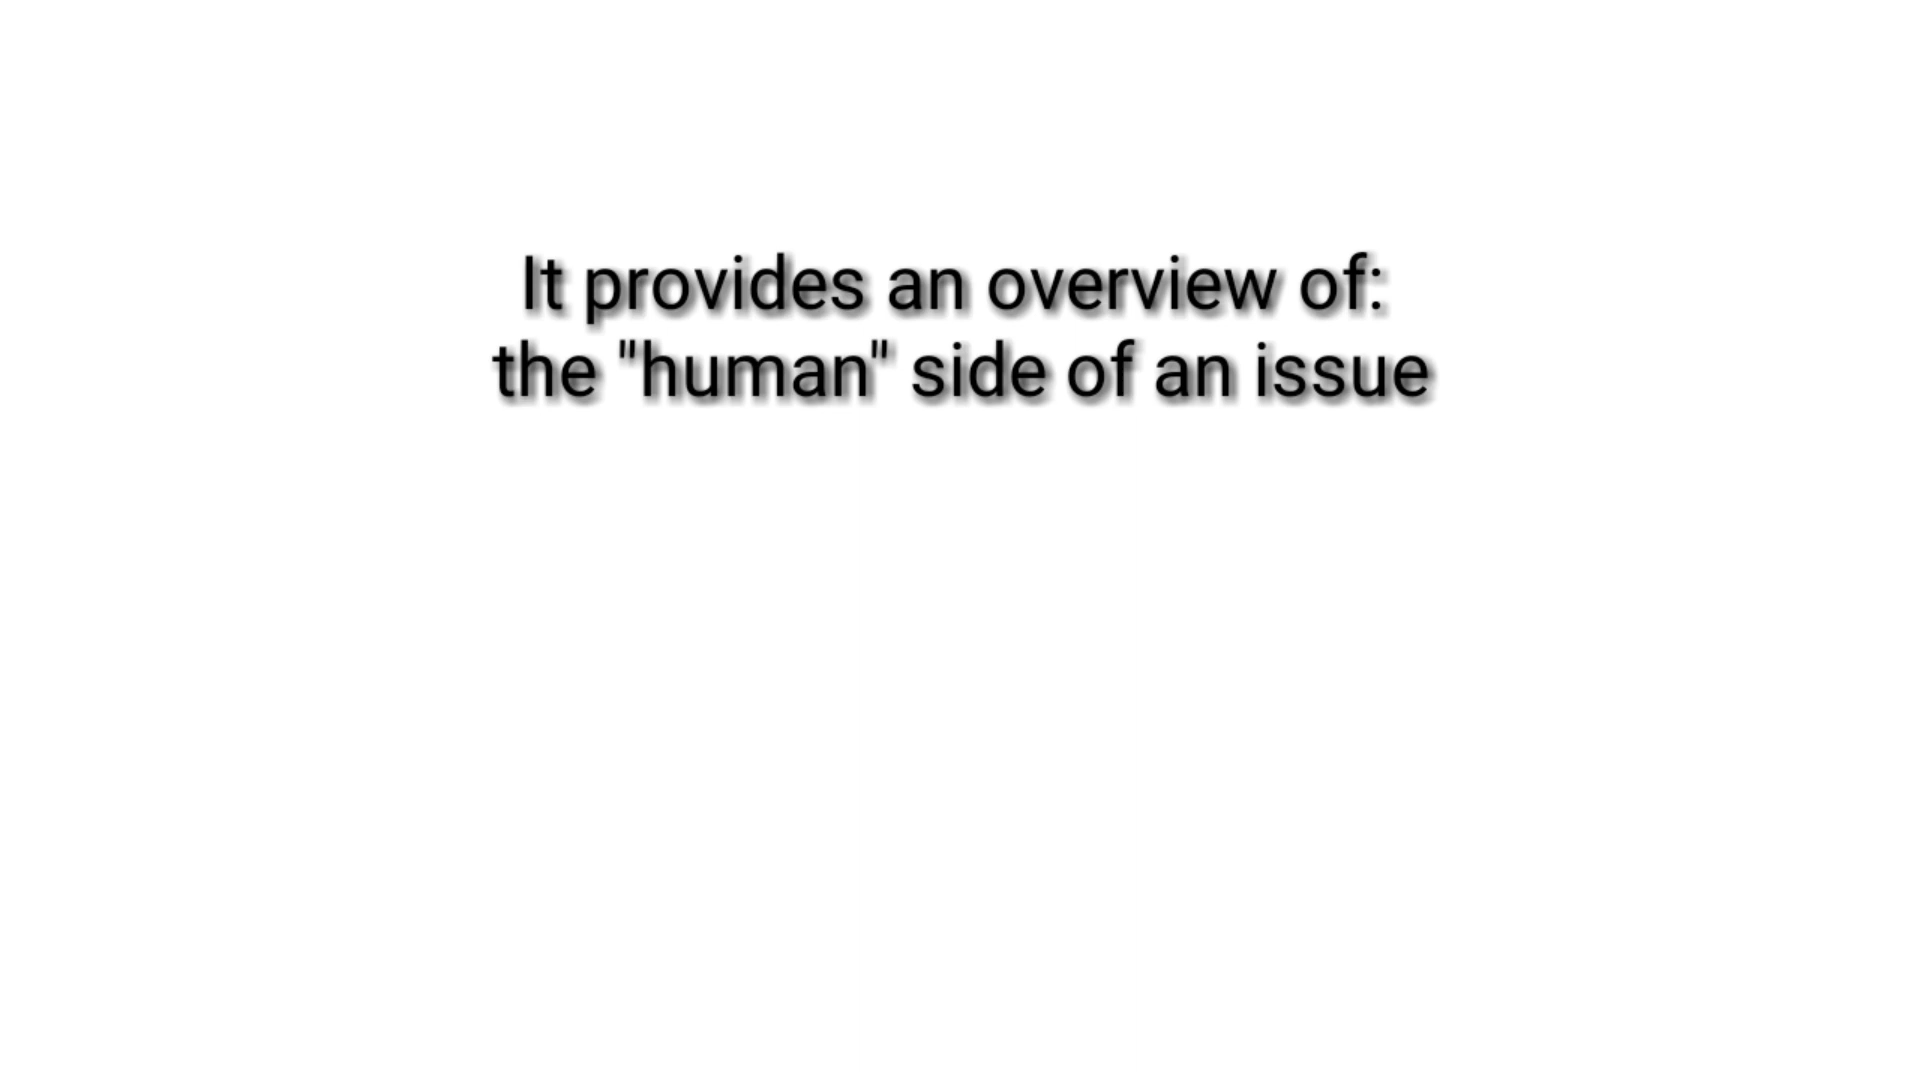 It provides an overview of:
the "human" side of an issue